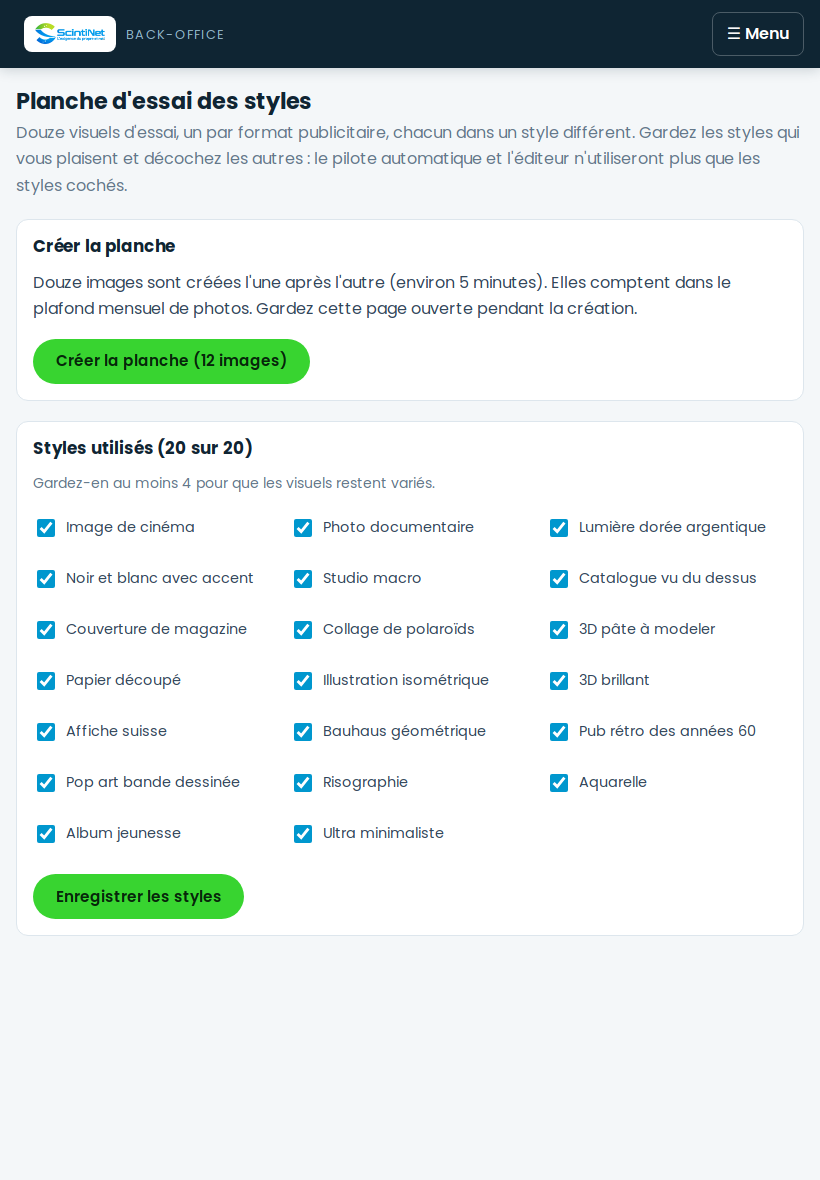 ScintiNet
BACK-OFFICE
☰ Menu
Planche d'essai des styles
Douze visuels d'essai, un par format publicitaire, chacun dans un style différent. Gardez les styles qui
vous plaisent et décochez les autres : le pilote automatique et l'éditeur n'utiliseront plus que les
styles cochés.
Créer la planche
Douze images sont créées l'une après l'autre (environ 5 minutes). Elles comptent dans le
plafond mensuel de photos. Gardez cette page ouverte pendant la création.
Créer la planche (12 images)
Styles utilisés (20 sur 20)
Gardez-en au moins 4 pour que les visuels restent variés.
Image de cinéma
Photo documentaire
Lumière dorée argentique
Noir et blanc avec accent
Studio macro
Catalogue vu du dessus
Couverture de magazine
Collage de polaroïds
3D pâte à modeler
Papier découpé
Illustration isométrique
3D brillant
Affiche suisse
Bauhaus géométrique
Pub rétro des années 60
Pop art bande dessinée
Risographie
Aquarelle
Album jeunesse
Ultra minimaliste
Enregistrer les styles